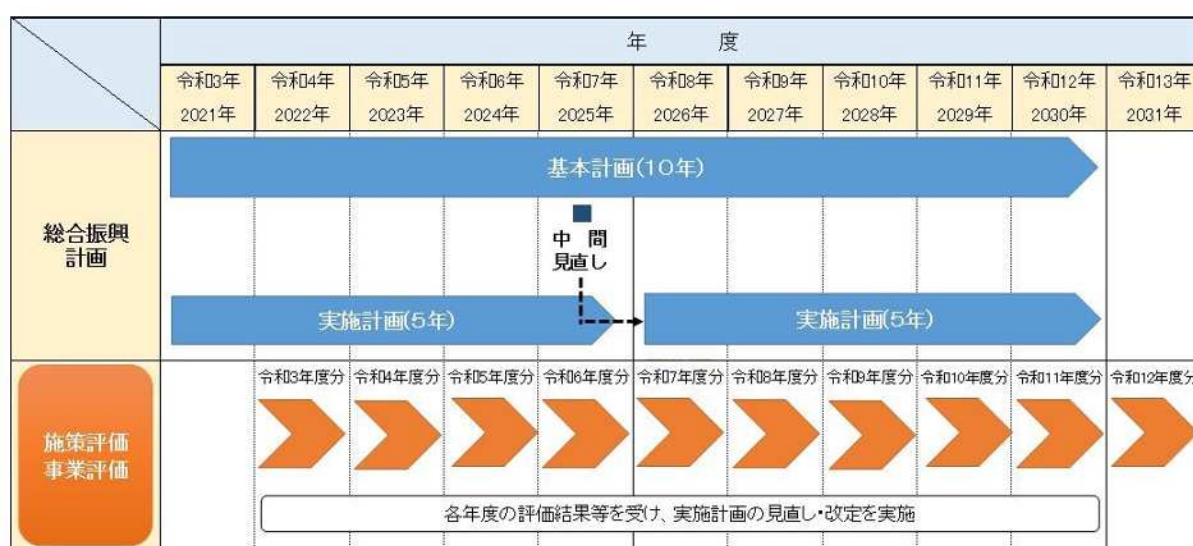 年　度
令和3年 令和4年 令和5年 令和6年 令和7年 令和8年 令和9年 令和10年 令和11年 令和12年 令和13年
2021年 2022年 2023年 2024年 2025年 2026年 2027年 2028年 2029年 2030年 2031年
総合振興
計画
基本計画(10年)
中　間
見直し
実施計画(5年) 実施計画(5年)
施策評価
事業評価
令和3年度分 令和4年度分 令和5年度分 令和6年度分 令和7年度分 令和8年度分 令和9年度分 令和10年度分 令和11年度分 令和12年度分
各年度の評価結果等を受け、実施計画の見直し・改定を実施